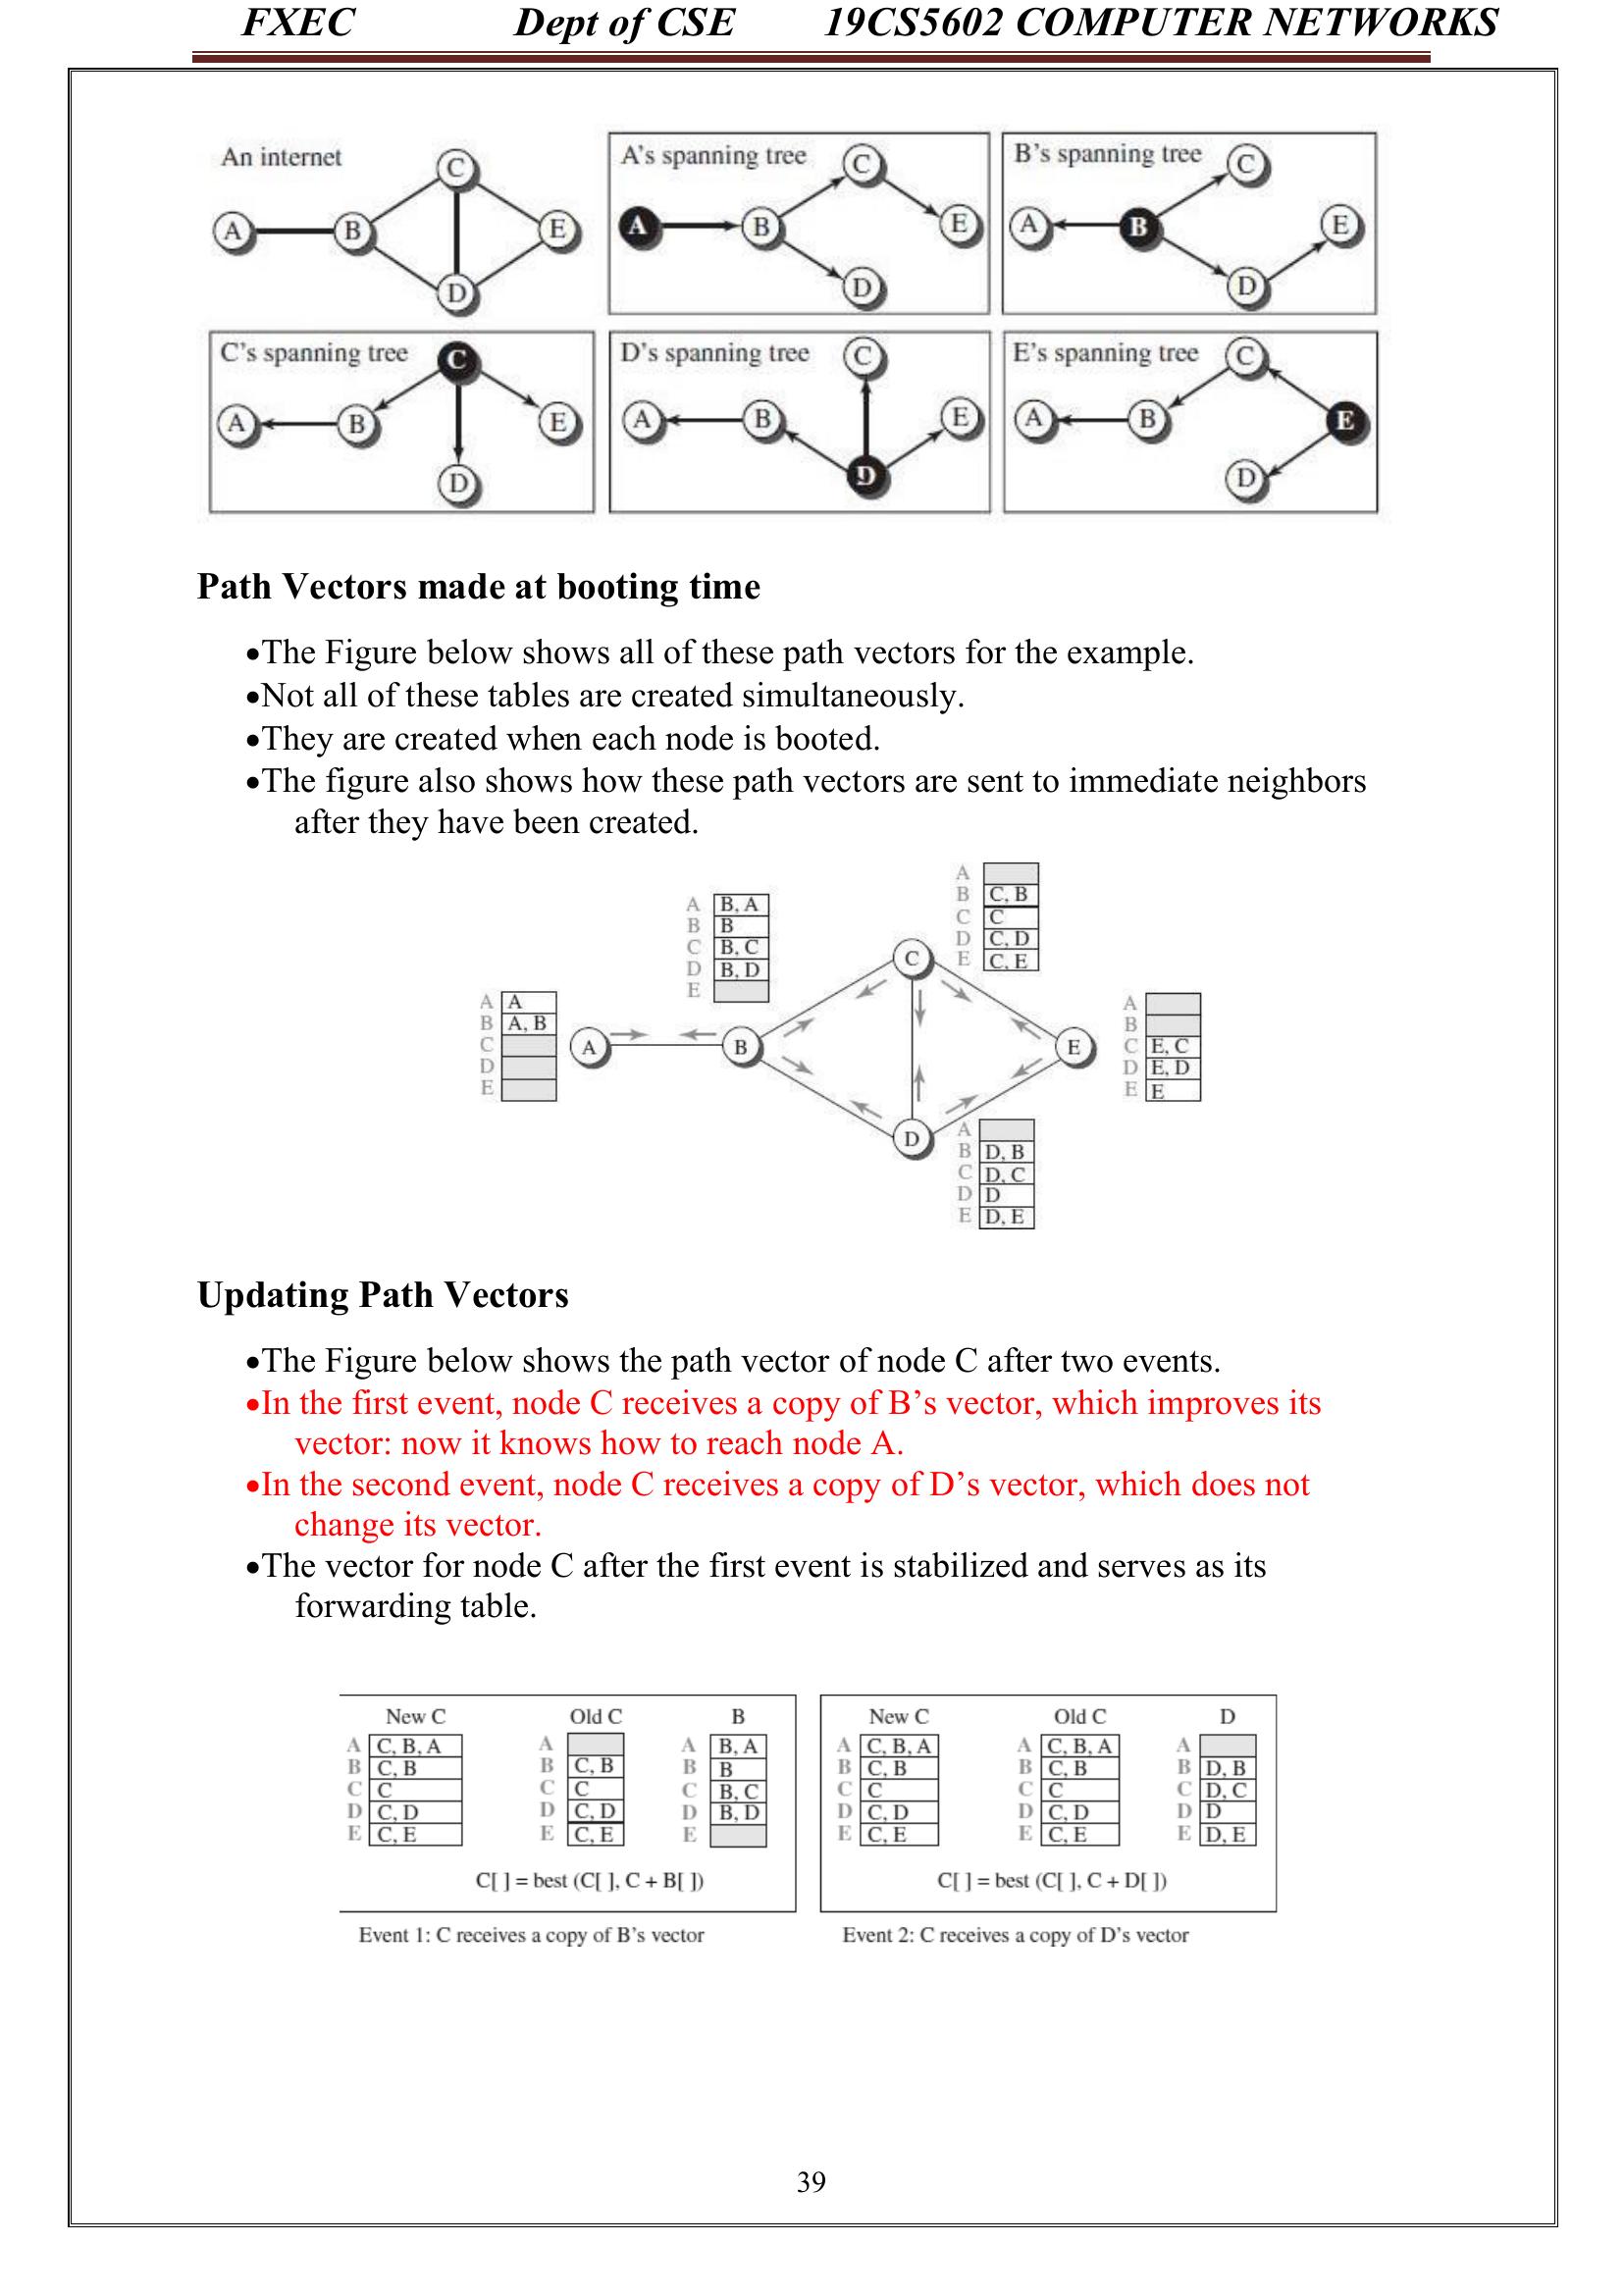 FXEC Dept of CSE 19CS5602 COMPUTER NETWORKS
An internet
A B C D E
A's spanning tree
A B C D E
B's spanning tree
A B C D E
C's spanning tree
A B C D E
D's spanning tree
A B C D E
E's spanning tree
A B C D E
Path Vectors made at booting time
•The Figure below shows all of these path vectors for the example.
•Not all of these tables are created simultaneously.
•They are created when each node is booted.
•The figure also shows how these path vectors are sent to immediate neighbors
after they have been created.
A A
B A, B
C
D
E
A B, A
B B
C B, C
D B, D
E
A
B C, B
C C
D C, D
E C, E
A
B
C E, C
D E, D
E E
A
B D, B
C D, C
D D
E D, E
A B C D E
Updating Path Vectors
•The Figure below shows the path vector of node C after two events.
•In the first event, node C receives a copy of B's vector, which improves its
vector: now it knows how to reach node A.
•In the second event, node C receives a copy of D's vector, which does not
change its vector.
•The vector for node C after the first event is stabilized and serves as its
forwarding table.
New C Old C B
A C, B, A A A B, A
B C, B B C, B B B
C C C C C B, C
D C, D D C, D D B, D
E C, E E C, E E
C[ ] = best (C[ ], C + B[ ])
Event 1: C receives a copy of B's vector
New C Old C D
A C, B, A A C, B, A A
B C, B B C, B B D, B
C C C C C D, C
D C, D D C, D D D
E C, E E C, E E D, E
C[ ] = best (C[ ], C + D[ ])
Event 2: C receives a copy of D's vector
39